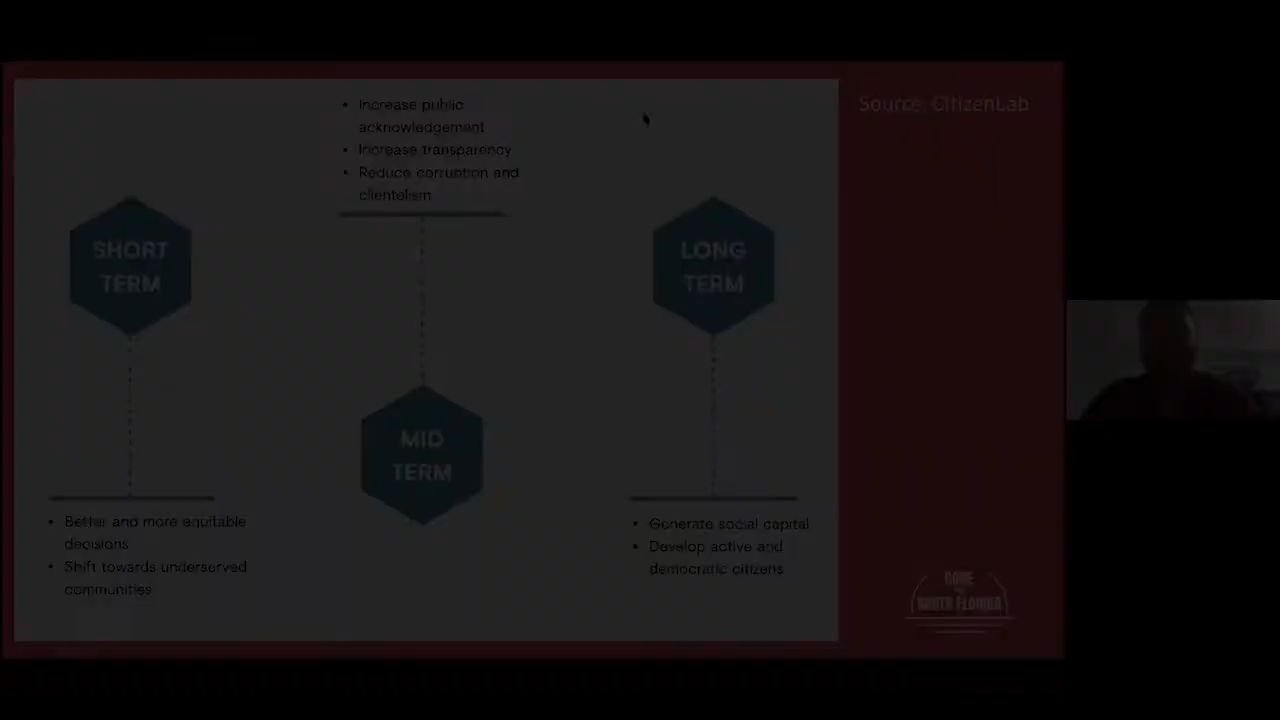 • Increase public
acknowledgement
• Increase transparency
• Reduce corruption and
clientelism
Source: CitizenLab
SHORT
TERM
LONG
TERM
MID
TERM
• Better and more equitable
decisions
• Shift towards underserved
communities
• Generate social capital
• Develop active and
democratic citizens
CODE
SOUTH FLORIDA